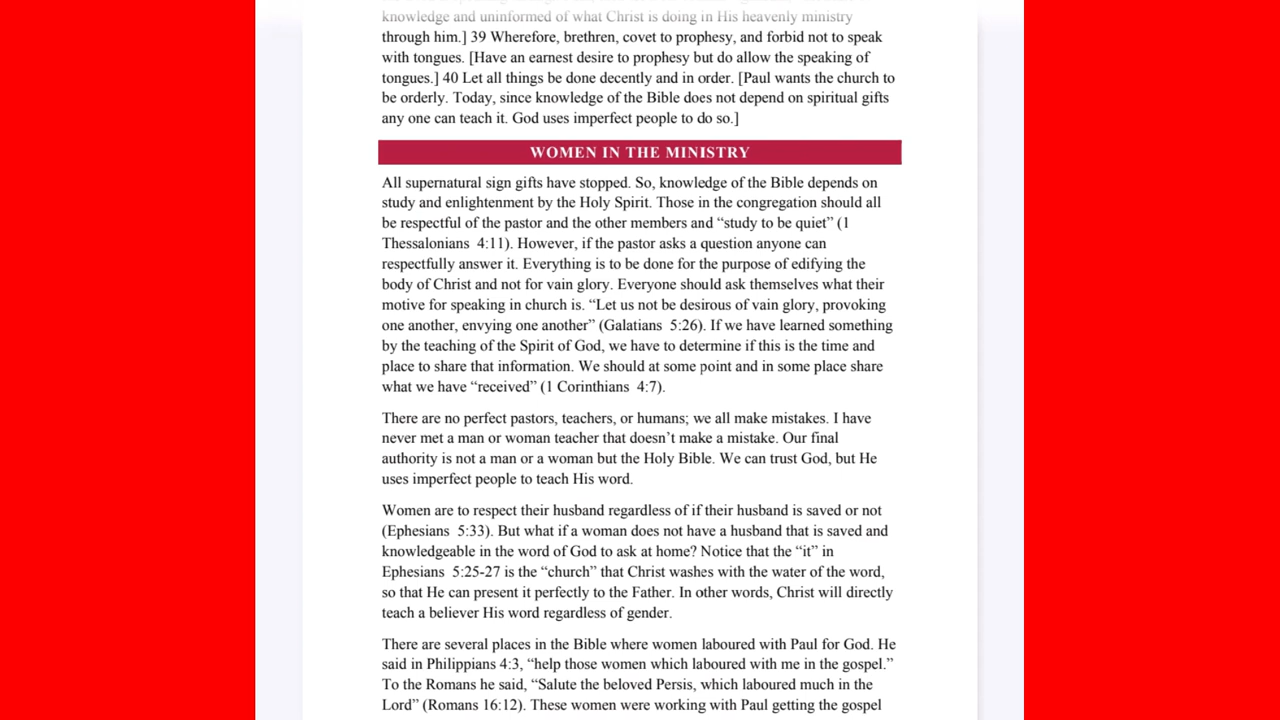 knowledge and uninformed of what Christ is doing in His heavenly ministry
through him.] 39 Wherefore, brethren, covet to prophesy, and forbid not to speak
with tongues. [Have an earnest desire to prophesy but do allow the speaking of
tongues.] 40 Let all things be done decently and in order. [Paul wants the church to
be orderly. Today, since knowledge of the Bible does not depend on spiritual gifts
any one can teach it. God uses imperfect people to do so.]
WOMEN IN THE MINISTRY
All supernatural sign gifts have stopped. So, knowledge of the Bible depends on
study and enlightenment by the Holy Spirit. Those in the congregation should all
be respectful of the pastor and the other members and “study to be quiet” (1
Thessalonians 4:11). However, if the pastor asks a question anyone can
respectfully answer it. Everything is to be done for the purpose of edifying the
body of Christ and not for vain glory. Everyone should ask themselves what their
motive for speaking in church is. “Let us not be desirous of vain glory, provoking
one another, envying one another” (Galatians 5:26). If we have learned something
by the teaching of the Spirit of God, we have to determine if this is the time and
place to share that information. We should at some point and in some place share
what we have “received” (1 Corinthians 4:7).
There are no perfect pastors, teachers, or humans; we all make mistakes. I have
never met a man or woman teacher that doesn’t make a mistake. Our final
authority is not a man or a woman but the Holy Bible. We can trust God, but He
uses imperfect people to teach His word.
Women are to respect their husband regardless of if their husband is saved or not
(Ephesians 5:33). But what if a woman does not have a husband that is saved and
knowledgeable in the word of God to ask at home? Notice that the “it” in
Ephesians 5:25-27 is the “church” that Christ washes with the water of the word,
so that He can present it perfectly to the Father. In other words, Christ will directly
teach a believer His word regardless of gender.
There are several places in the Bible where women laboured with Paul for God. He
said in Philippians 4:3, “help those women which laboured with me in the gospel.”
To the Romans he said, “Salute the beloved Persis, which laboured much in the
Lord” (Romans 16:12). These women were working with Paul getting the gospel